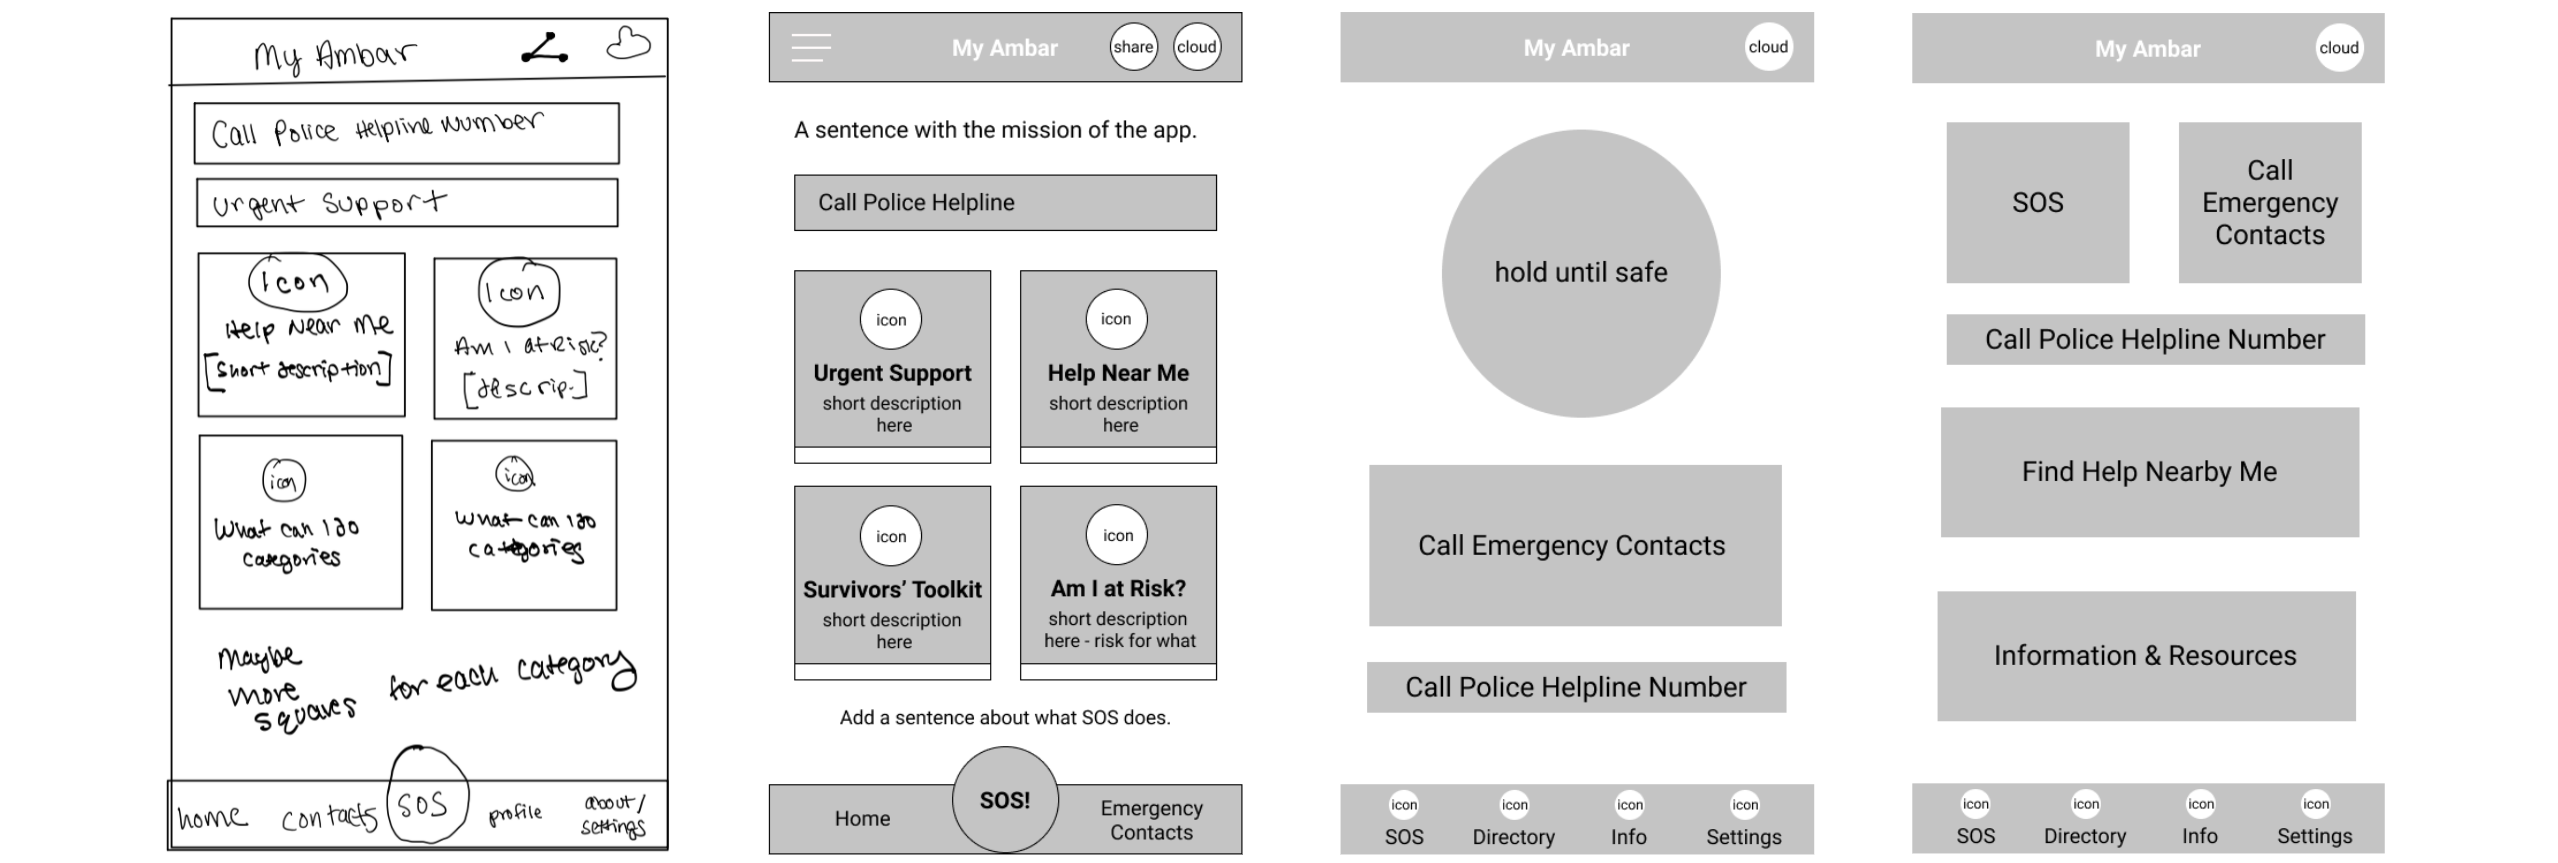 My Ambar
Call Police Helpline Number
Urgent Support
icon
Help Near Me
[Short description]
icon
Am I at Risk?
[descrip.]
icon
What can I do
categories
icon
What can I do
categories
Maybe
more
squares
for each category
home
contacts
SOS
profile
about/
settings
My Ambar
share
cloud
A sentence with the mission of the app.
Call Police Helpline
icon
Urgent Support
short description
here
icon
Help Near Me
short description
here
icon
Survivors’ Toolkit
short description
here
icon
Am I at Risk?
short description
here - risk for what
Add a sentence about what SOS does.
Home
SOS!
Emergency
Contacts
My Ambar
cloud
hold until safe
Call Emergency Contacts
Call Police Helpline Number
icon
SOS
icon
Directory
icon
Info
icon
Settings
My Ambar
cloud
SOS
Call
Emergency
Contacts
Call Police Helpline Number
Find Help Nearby Me
Information & Resources
icon
SOS
icon
Directory
icon
Info
icon
Settings